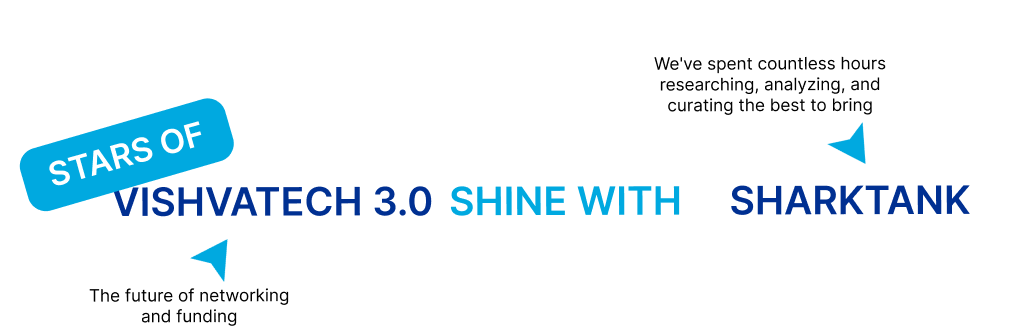 We've spent countless hours
researching, analyzing, and
curating the best to bring
STARS OF
VISHVATECH 3.0 SHINE WITH SHARKTANK
The future of networking
and funding